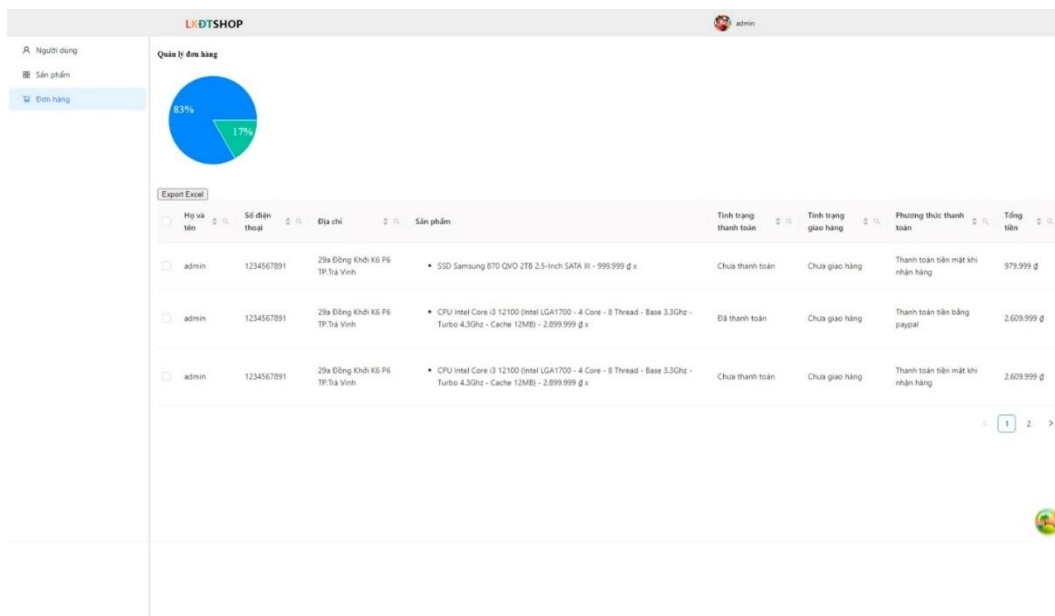 LKĐTSHOP
admin
Người dùng
Sản phẩm
Đơn hàng
Quản lý đơn hàng
83%
17%
Export Excel
Họ và
tên
Số điện
thoại
Địa chỉ
Sản phẩm
Tình trạng
thanh toán
Tình trạng
giao hàng
Phương thức thanh
toán
Tổng
tiền
admin
1234567891
29a Đồng Khởi K6 P6
TP.Trà Vinh
• SSD Samsung 870 QVO 2TB 2.5-Inch SATA III - 999.999 ₫ x
Chưa thanh toán
Chưa giao hàng
Thanh toán tiền mặt khi
nhận hàng
979.999 ₫
admin
1234567891
29a Đồng Khởi K6 P6
TP.Trà Vinh
• CPU Intel Core i3 12100 (Intel LGA1700 - 4 Core - 8 Thread - Base 3.3Ghz -
Turbo 4.3Ghz - Cache 12MB) - 2.899.999 ₫ x
Đã thanh toán
Chưa giao hàng
Thanh toán tiền bằng
paypal
2.609.999 ₫
admin
1234567891
29a Đồng Khởi K6 P6
TP.Trà Vinh
• CPU Intel Core i3 12100 (Intel LGA1700 - 4 Core - 8 Thread - Base 3.3Ghz -
Turbo 4.3Ghz - Cache 12MB) - 2.899.999 ₫ x
Chưa thanh toán
Chưa giao hàng
Thanh toán tiền mặt khi
nhận hàng
2.609.999 ₫
1 2